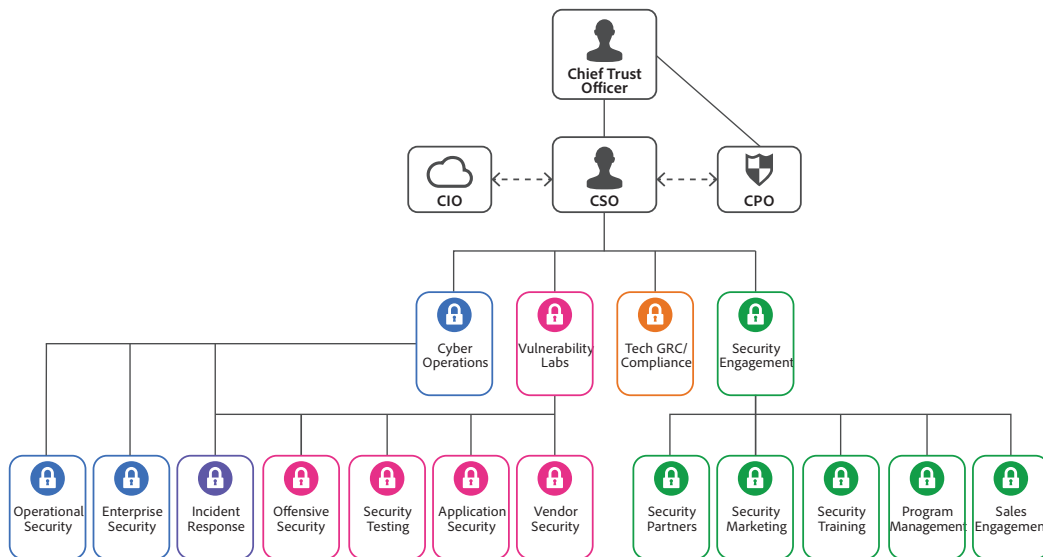 Chief Trust
Officer
CIO
CSO
CPO
Cyber
Operations
Vulnerability
Labs
Tech GRC/
Compliance
Security
Engagement
Operational
Security
Enterprise
Security
Incident
Response
Offensive
Security
Security
Testing
Application
Security
Vendor
Security
Security
Partners
Security
Marketing
Security
Training
Program
Management
Sales
Engagement